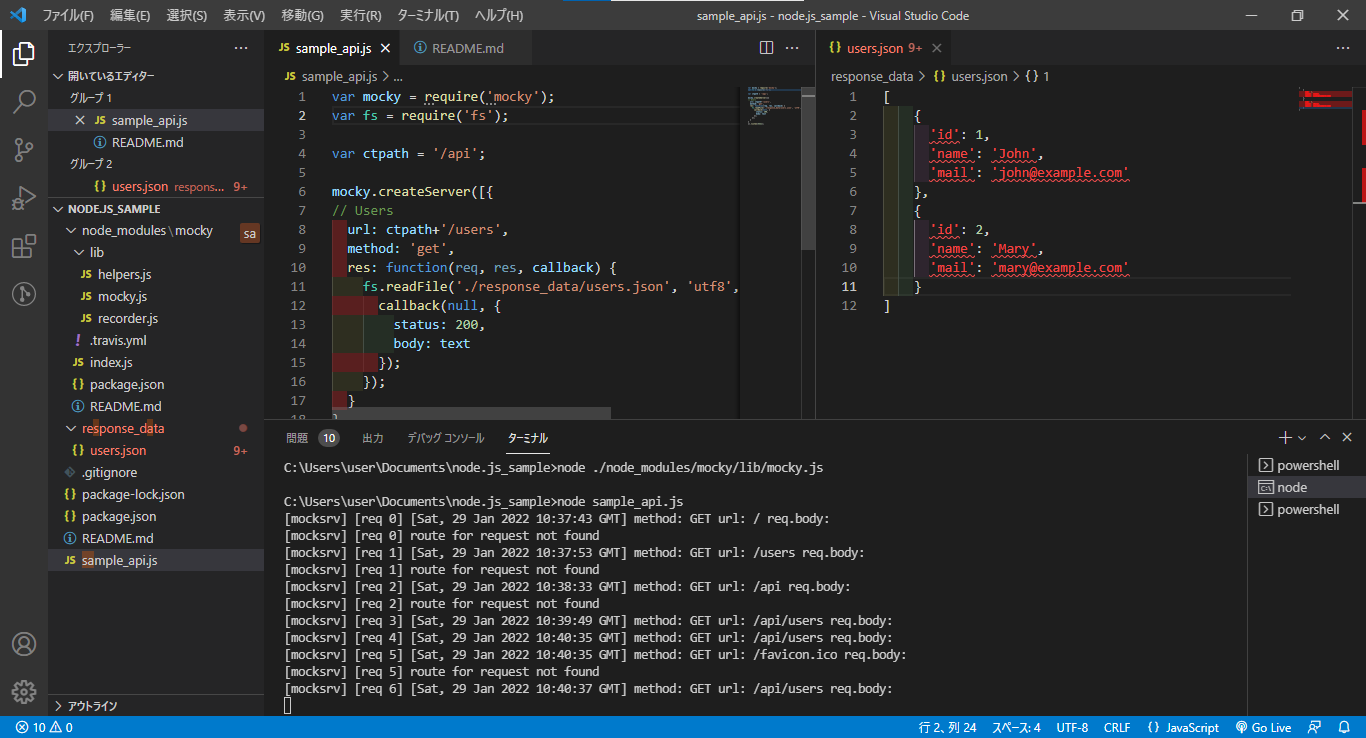 ファイル(F) 編集(E) 選択(S) 表示(V) 移動(G) 実行(R) ターミナル(T) ヘルプ(H) sample_api.js - node.js_sample - Visual Studio Code
エクスプローラー ...
開いているエディター
グループ 1
JS sample_api.js
README.md
グループ 2
{} users.json respons... 9+
NODE.JS_SAMPLE
node_modules\mocky sa
lib
JS helpers.js
JS mocky.js
JS recorder.js
! .travis.yml
JS index.js
{} package.json
README.md
response_data
{} users.json 9+
.gitignore
{} package-lock.json
{} package.json
README.md
JS sample_api.js
アウトライン
JS sample_api.js README.md ...
JS sample_api.js > ...
1 var mocky = require('mocky');
2 var fs = require('fs');
3
4 var ctpath = '/api';
5
6 mocky.createServer([{
7 // Users
8 url: ctpath+'/users',
9 method: 'get',
10 res: function(req, res, callback) {
11 fs.readFile('./response_data/users.json', 'utf8',
12 callback(null, {
13 status: 200,
14 body: text
15 });
16 });
17 }
18 }
{} users.json 9+ ...
response_data > {} users.json > {} 1
1 [
2 {
3 'id': 1,
4 'name': 'John',
5 'mail': 'john@example.com'
6 },
7 {
8 'id': 2,
9 'name': 'Mary',
10 'mail': 'mary@example.com'
11 }
12 ]
問題 10 出力 デバッグ コンソール ターミナル
C:\Users\user\Documents\node.js_sample>node ./node_modules/mocky/lib/mocky.js
C:\Users\user\Documents\node.js_sample>node sample_api.js
[mocksrv] [req 0] [Sat, 29 Jan 2022 10:37:43 GMT] method: GET url: / req.body:
[mocksrv] [req 0] route for request not found
[mocksrv] [req 1] [Sat, 29 Jan 2022 10:37:53 GMT] method: GET url: /users req.body:
[mocksrv] [req 1] route for request not found
[mocksrv] [req 2] [Sat, 29 Jan 2022 10:38:33 GMT] method: GET url: /api req.body:
[mocksrv] [req 2] route for request not found
[mocksrv] [req 3] [Sat, 29 Jan 2022 10:39:49 GMT] method: GET url: /api/users req.body:
[mocksrv] [req 4] [Sat, 29 Jan 2022 10:40:35 GMT] method: GET url: /api/users req.body:
[mocksrv] [req 5] [Sat, 29 Jan 2022 10:40:35 GMT] method: GET url: /favicon.ico req.body:
[mocksrv] [req 5] route for request not found
[mocksrv] [req 6] [Sat, 29 Jan 2022 10:40:37 GMT] method: GET url: /api/users req.body:
powershell
node
powershell
10 0 行 2、列 24 スペース: 4 UTF-8 CRLF {} JavaScript Go Live